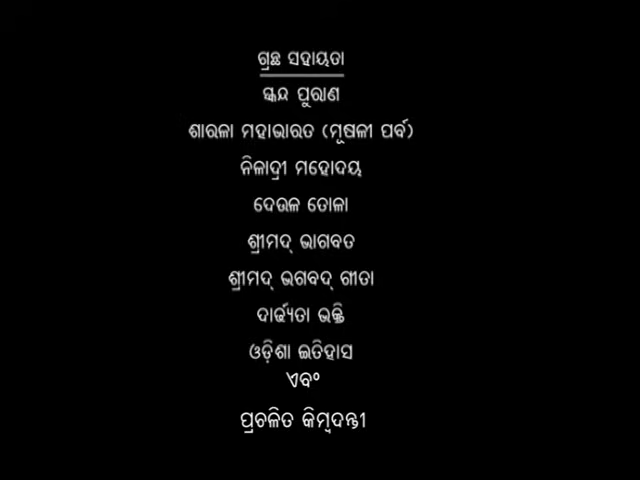 ଗ୍ରନ୍ଥ ସହାୟତା
ସ୍କନ୍ଦ ପୁରାଣ
ଶାରଳା ମହାଭାରତ (ମୂଷଳୀ ପର୍ବ)
ନିଳାଦ୍ରୀ ମହୋଦୟ
ଦେଉଳ ତୋଳା
ଶ୍ରୀମଦ୍ ଭାଗବତ
ଶ୍ରୀମଦ୍ ଭଗବଦ୍ ଗୀତା
ଦାର୍ଢ୍ୟତା ଭକ୍ତି
ଓଡ଼ିଶା ଇତିହାସ
ଏବଂ
ପ୍ରଚଳିତ କିମ୍ବଦନ୍ତୀ